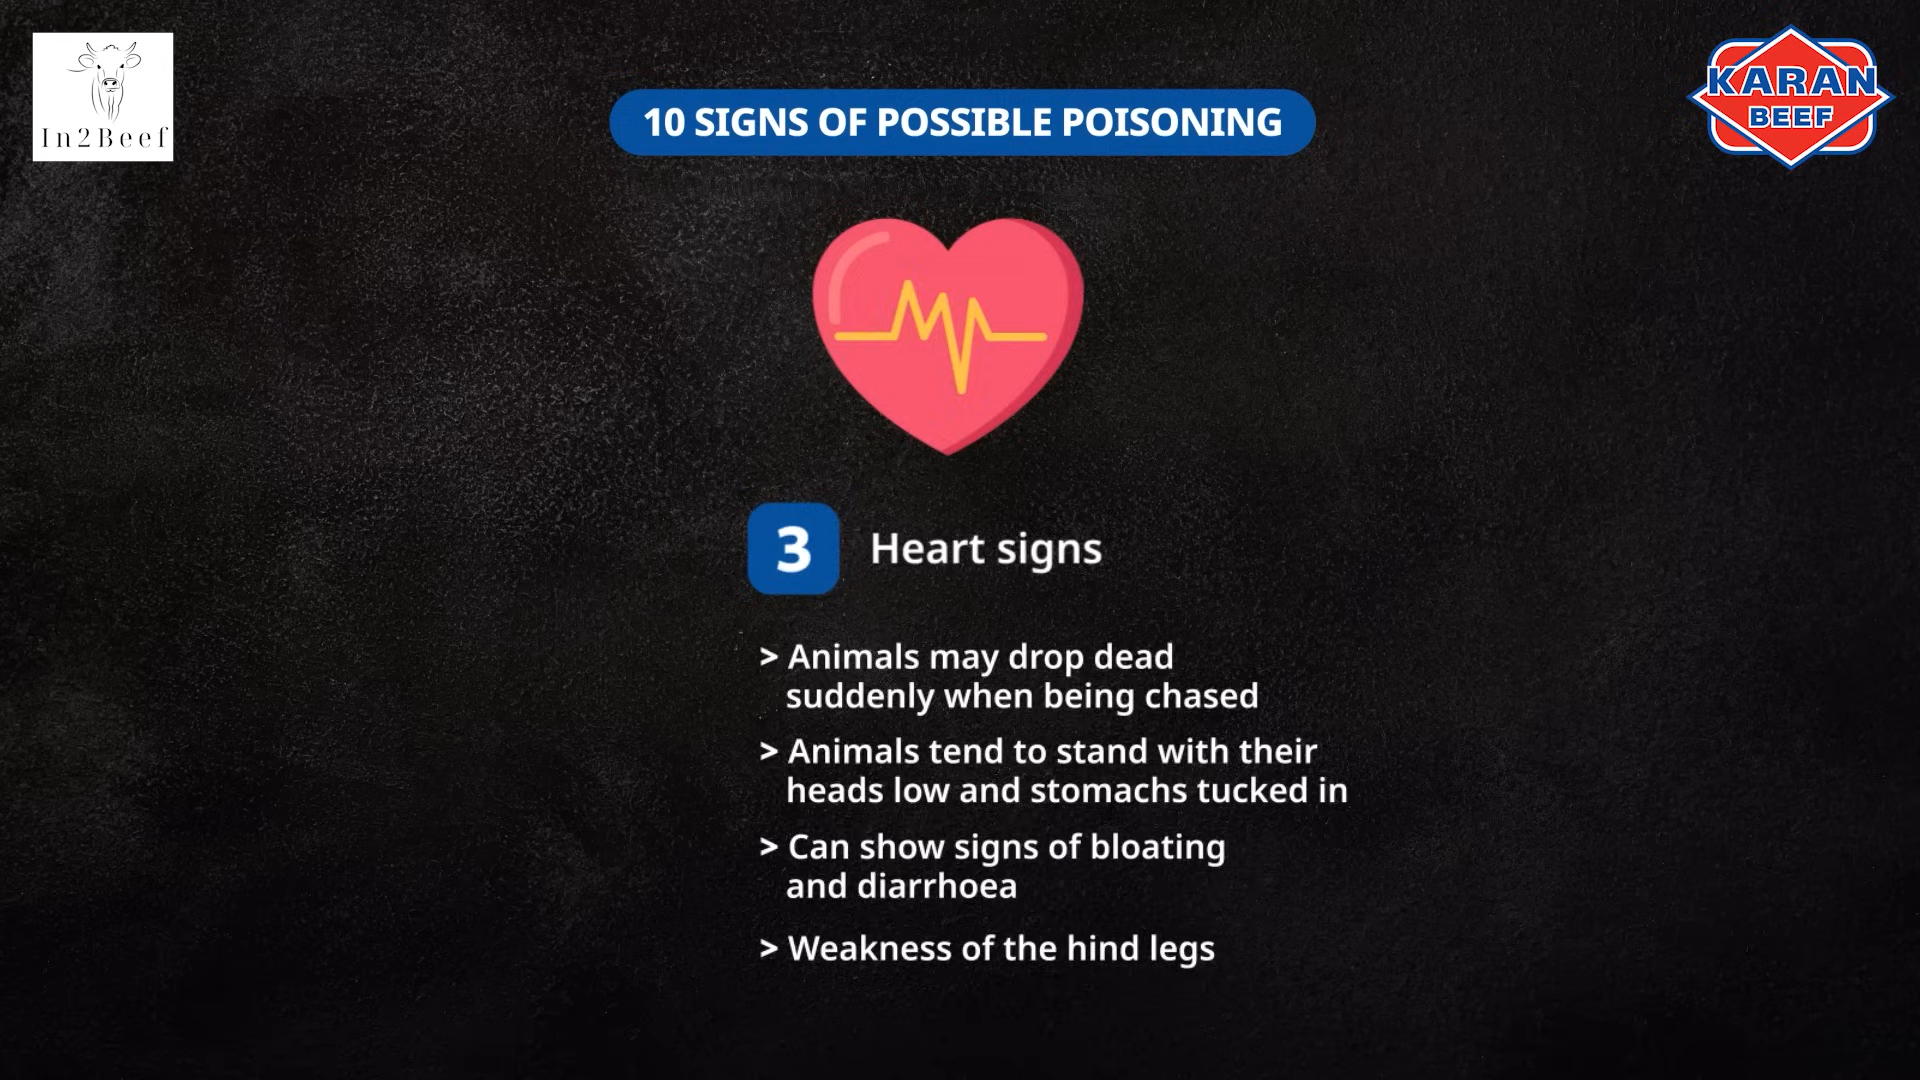 In2Beef
KARAN
BEEF
10 SIGNS OF POSSIBLE POISONING
3 Heart signs
> Animals may drop dead
suddenly when being chased
> Animals tend to stand with their
heads low and stomachs tucked in
> Can show signs of bloating
and diarrhoea
> Weakness of the hind legs